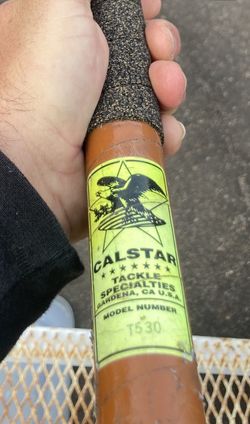 CALSTAR
TACKLE
SPECIALTIES
GARDENA, CA U.S.A.
MODEL NUMBER
T530